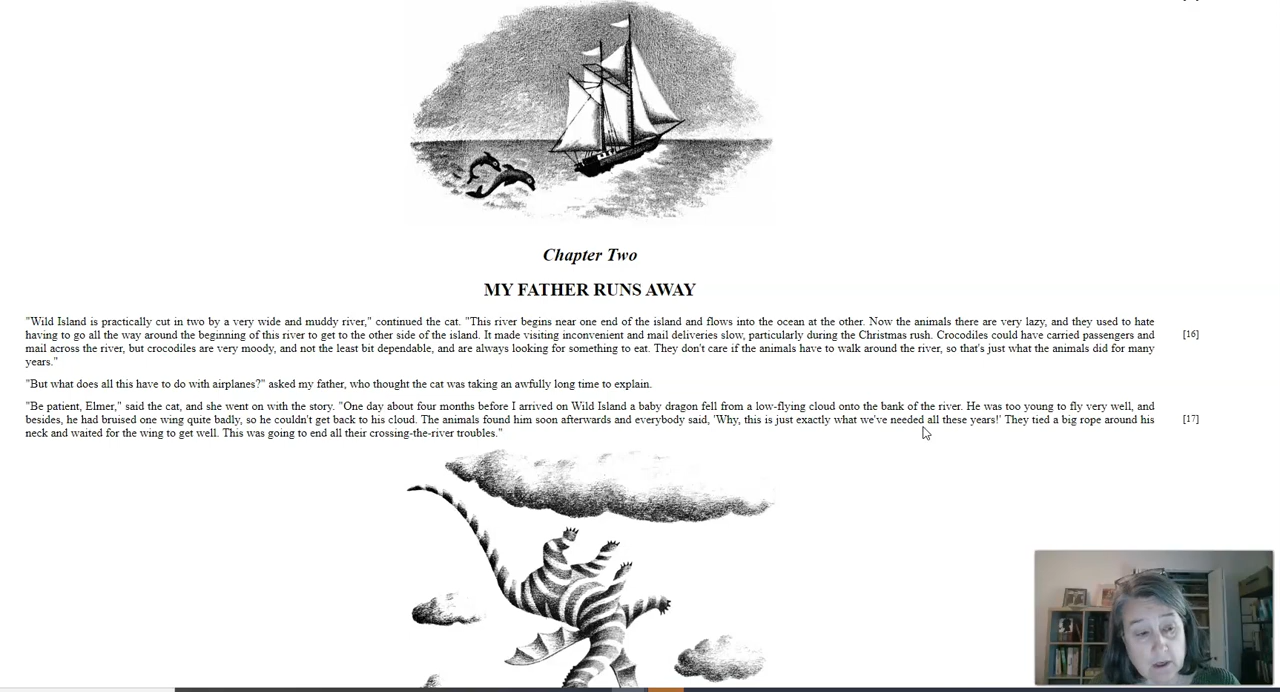 Chapter Two
MY FATHER RUNS AWAY
"Wild Island is practically cut in two by a very wide and muddy river," continued the cat. "This river begins near one end of the island and flows into the ocean at the other. Now the animals there are very lazy, and they used to hate
having to go all the way around the beginning of this river to get to the other side of the island. It made visiting inconvenient and mail deliveries slow, particularly during the Christmas rush. Crocodiles could have carried passengers and
[16]
mail across the river, but crocodiles are very moody, and not the least bit dependable, and are always looking for something to eat. They don't care if the animals have to walk around the river, so that's just what the animals did for many
years."
"But what does all this have to do with airplanes?" asked my father, who thought the cat was taking an awfully long time to explain.
"Be patient, Elmer," said the cat, and she went on with the story. "One day about four months before I arrived on Wild Island a baby dragon fell from a low-flying cloud onto the bank of the river. He was too young to fly very well, and
besides, he had bruised one wing quite badly, so he couldn't get back to his cloud. The animals found him soon afterwards and everybody said, 'Why, this is just exactly what we've needed all these years!' They tied a big rope around his
[17]
neck and waited for the wing to get well. This was going to end all their crossing-the-river troubles."